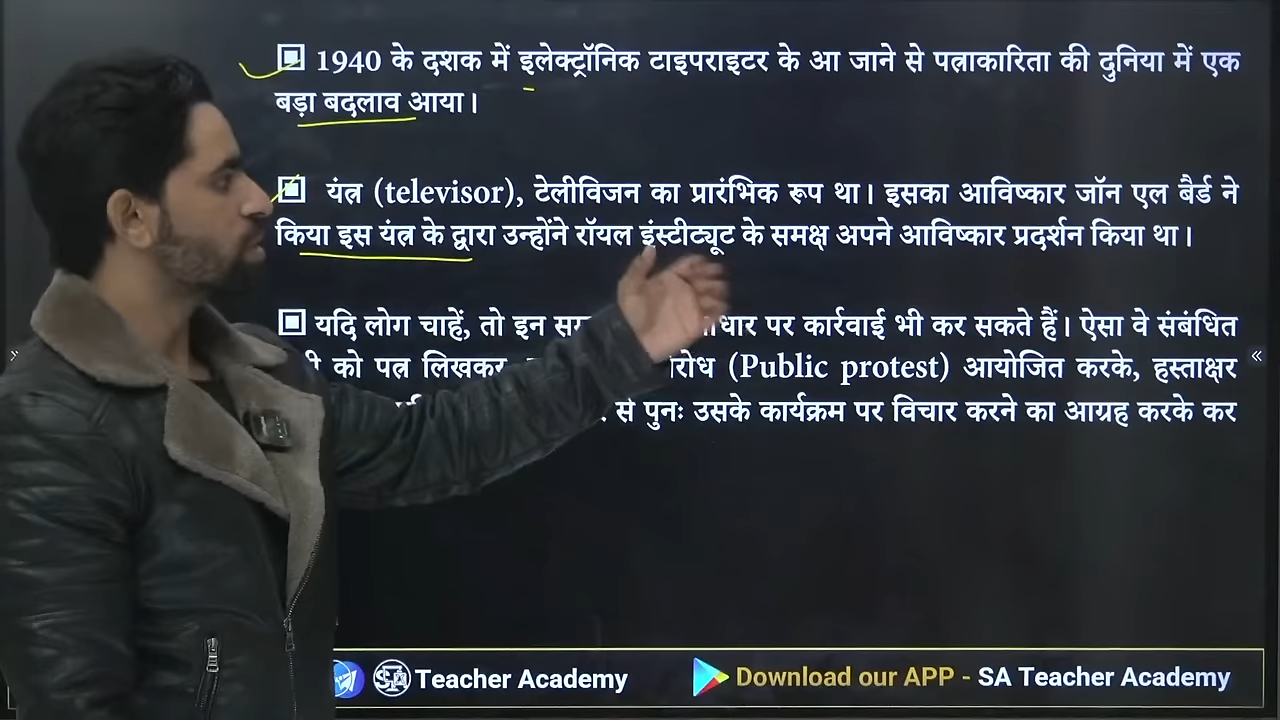 1940 के दशक में इलेक्ट्रॉनिक टाइपराइटर के आ जाने से पत्नाकारिता की दुनिया में एक
बड़ा बदलाव आया।
यंत्न (televisor), टेलीविजन का प्रारंभिक रूप था। इसका आविष्कार जॉन एल बैर्ड ने
किया इस यंत्न के द्वारा उन्होंने रॉयल इंस्टीट्यूट के समक्ष अपने आविष्कार प्रदर्शन किया था।
यदि लोग चाहें, तो इन पर कार्रवाई भी कर सकते हैं। ऐसा वे संबंधित
को पत्न लिखकर (Public protest) आयोजित करके, हस्ताक्षर
से पुनः उसके कार्यक्रम पर विचार करने का आग्रह करके कर
Teacher Academy Download our APP - SA Teacher Academy